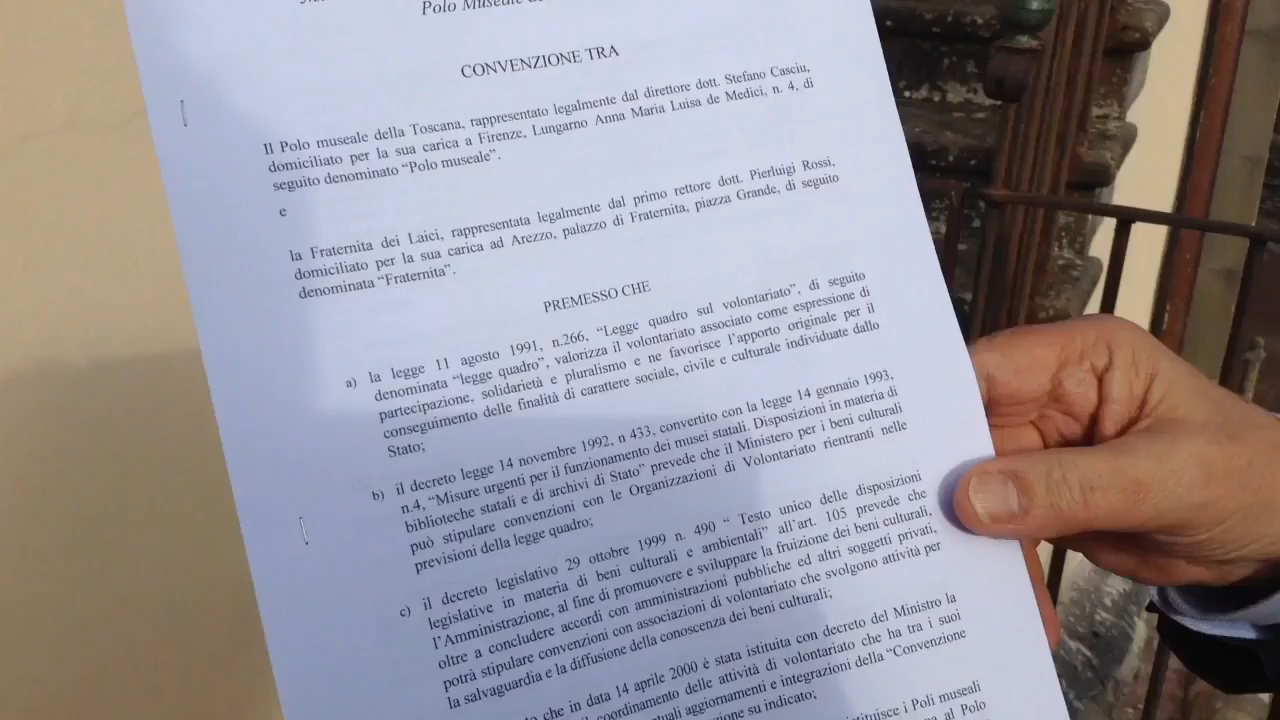 Polo Museale
CONVENZIONE TRA
Il Polo museale della Toscana, rappresentato legalmente dal direttore dott. Stefano Casciu,
domiciliato per la sua carica a Firenze, Lungarno Anna Maria Luisa de Medici, n. 4, di
seguito denominato “Polo museale”.
e
la Fraternita dei Laici, rappresentata legalmente dal primo rettore dott. Pierluigi Rossi,
domiciliato per la sua carica ad Arezzo, palazzo di Fraternita, piazza Grande, di seguito
denominata “Fraternita”.
PREMESSO CHE
a) la legge 11 agosto 1991, n.266, “Legge quadro sul volontariato”, di seguito
denominata “legge quadro”, valorizza il volontariato associato come espressione di
partecipazione, solidarietà e pluralismo e ne favorisce l’apporto originale per il
conseguimento delle finalità di carattere sociale, civile e culturale individuate dallo
Stato;
b) il decreto legge 14 novembre 1992, n 433, convertito con la legge 14 gennaio 1993,
n.4, “Misure urgenti per il funzionamento dei musei statali. Disposizioni in materia di
biblioteche statali e di archivi di Stato” prevede che il Ministero per i beni culturali
può stipulare convenzioni con le Organizzazioni di Volontariato rientranti nelle
previsioni della legge quadro;
c) il decreto legislativo 29 ottobre 1999 n. 490 “ Testo unico delle disposizioni
legislative in materia di beni culturali e ambientali” all’art. 105 prevede che
l’Amministrazione, al fine di promuovere e sviluppare la fruizione dei beni culturali,
oltre a concludere accordi con amministrazioni pubbliche ed altri soggetti privati,
potrà stipulare convenzioni con associazioni di volontariato che svolgono attività per
la salvaguardia e la diffusione della conoscenza dei beni culturali;
che in data 14 aprile 2000 è stata istituita con decreto del Ministro la
coordinamento delle attività di volontariato che ha tra i suoi
aggiornamenti e integrazioni della “Convenzione
su indicato;
i Poli museali
al Polo